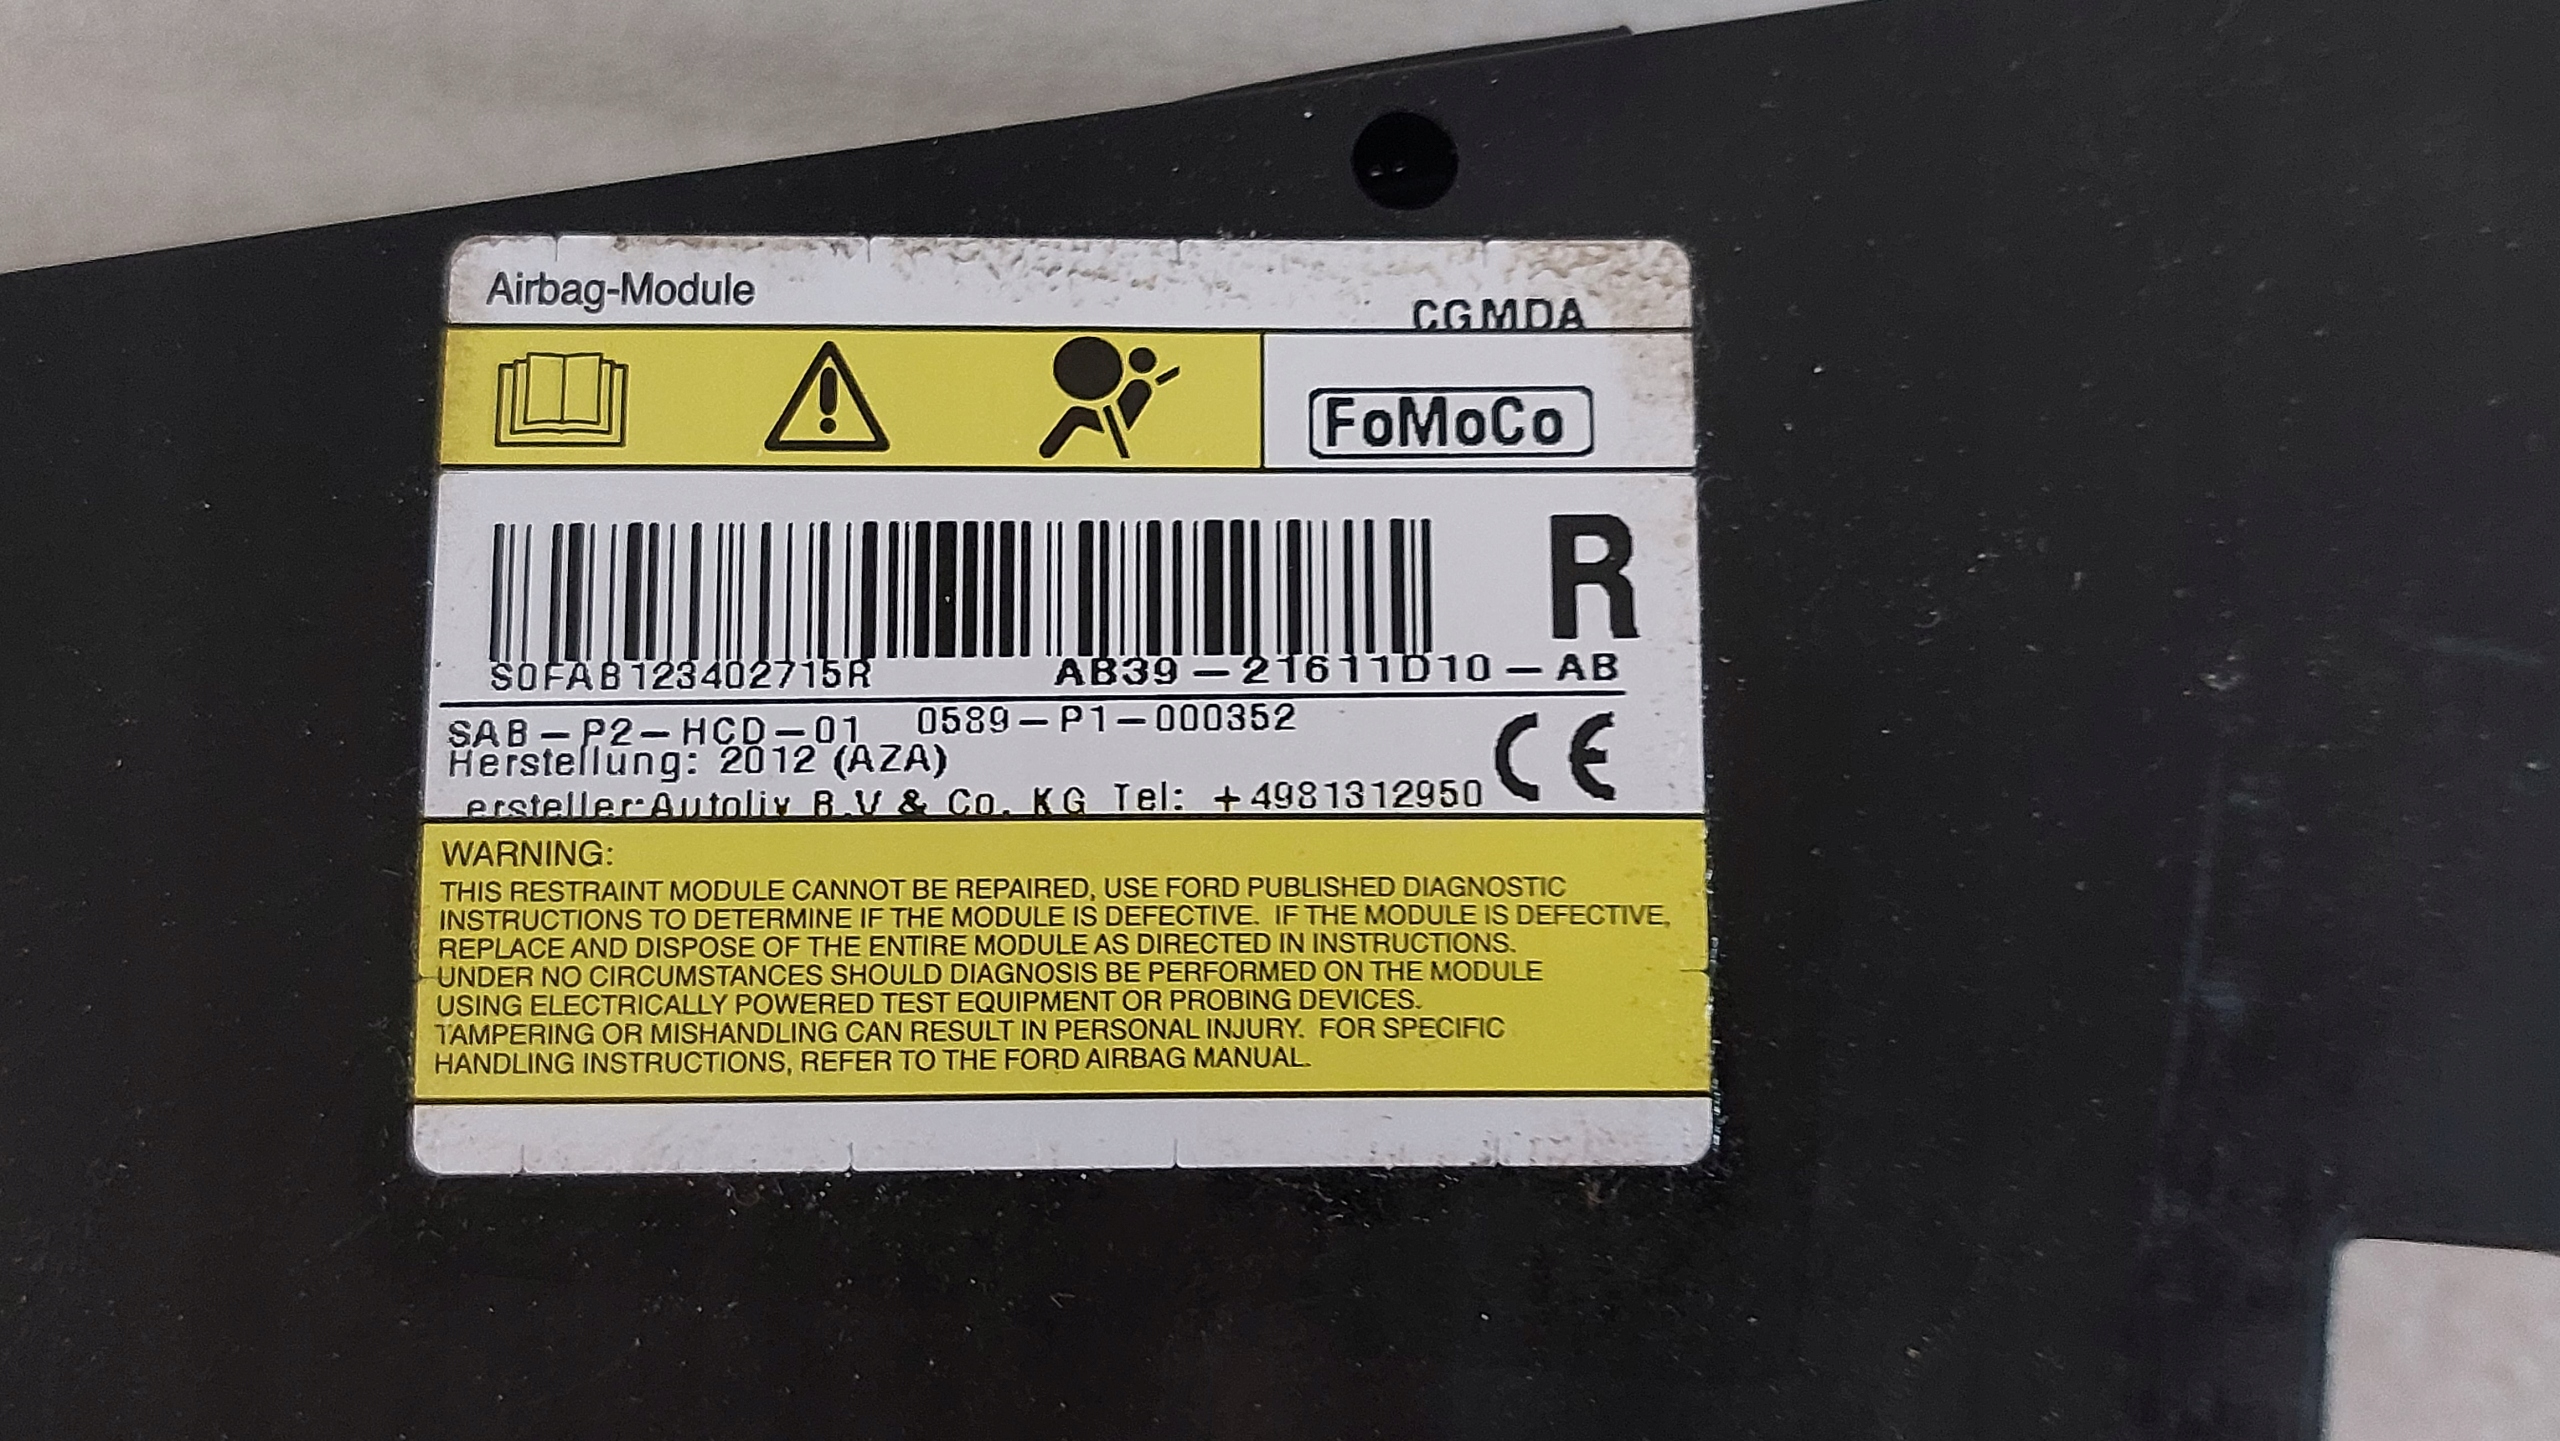 Airbag-Module
CGMDA
FoMoCo
R
S0FAB123402715R AB39-21611D10-AB
SAB-P2-HCD-01 0589-P1-000352
Herstellung: 2012 (AZA)
ersteller:Autoliv B.V & Co. KG Tel: +4981312950
CE
WARNING:
THIS RESTRAINT MODULE CANNOT BE REPAIRED, USE FORD PUBLISHED DIAGNOSTIC
INSTRUCTIONS TO DETERMINE IF THE MODULE IS DEFECTIVE. IF THE MODULE IS DEFECTIVE,
REPLACE AND DISPOSE OF THE ENTIRE MODULE AS DIRECTED IN INSTRUCTIONS.
UNDER NO CIRCUMSTANCES SHOULD DIAGNOSIS BE PERFORMED ON THE MODULE
USING ELECTRICALLY POWERED TEST EQUIPMENT OR PROBING DEVICES.
TAMPERING OR MISHANDLING CAN RESULT IN PERSONAL INJURY. FOR SPECIFIC
HANDLING INSTRUCTIONS, REFER TO THE FORD AIRBAG MANUAL.